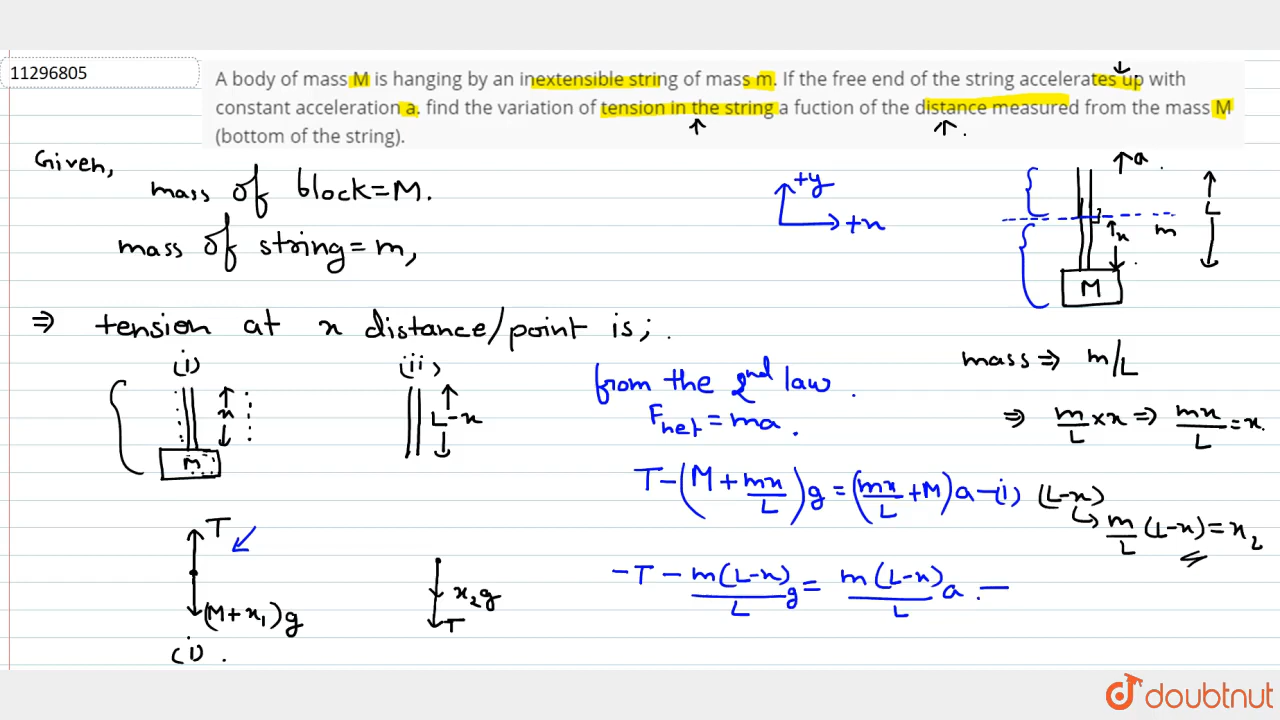 11296805
A body of mass M is hanging by an inextensible string of mass m. If the free end of the string accelerates up with
constant acceleration a. find the variation of tension in the string a fuction of the distance measured from the mass M
(bottom of the string).
Given,
mass of block=M.
mass of string=m,
+y
+x
a
L
x
m
M
⇒ tension at x distance/point is;.
(i)
x
M
(ii)
L-x
from the 2nd law.
Fnet=ma.
mass⇒ m/L
⇒ m/L × x ⇒ mx/L = x.
T-(M+mx/L)g=(mx/L+M)a-(i)
(L-x)
↳ m/L (L-x)=x2
T
(M+x1)g
(i).
x2g
T
-T - m(L-x)/L g = m(L-x)/L a.-
doubtnut